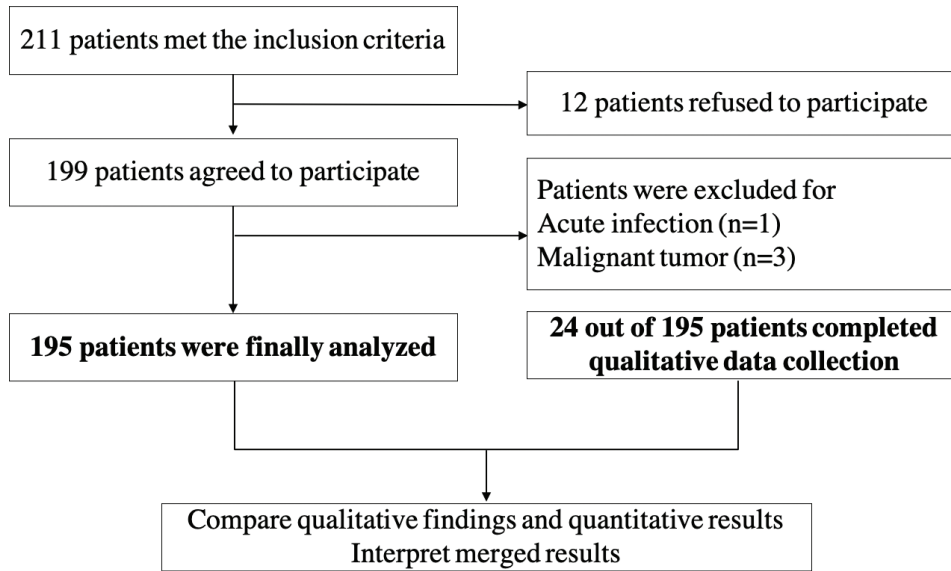 211 patients met the inclusion criteria
12 patients refused to participate
199 patients agreed to participate
Patients were excluded for
Acute infection (n=1)
Malignant tumor (n=3)
195 patients were finally analyzed
24 out of 195 patients completed
qualitative data collection
Compare qualitative findings and quantitative results
Interpret merged results